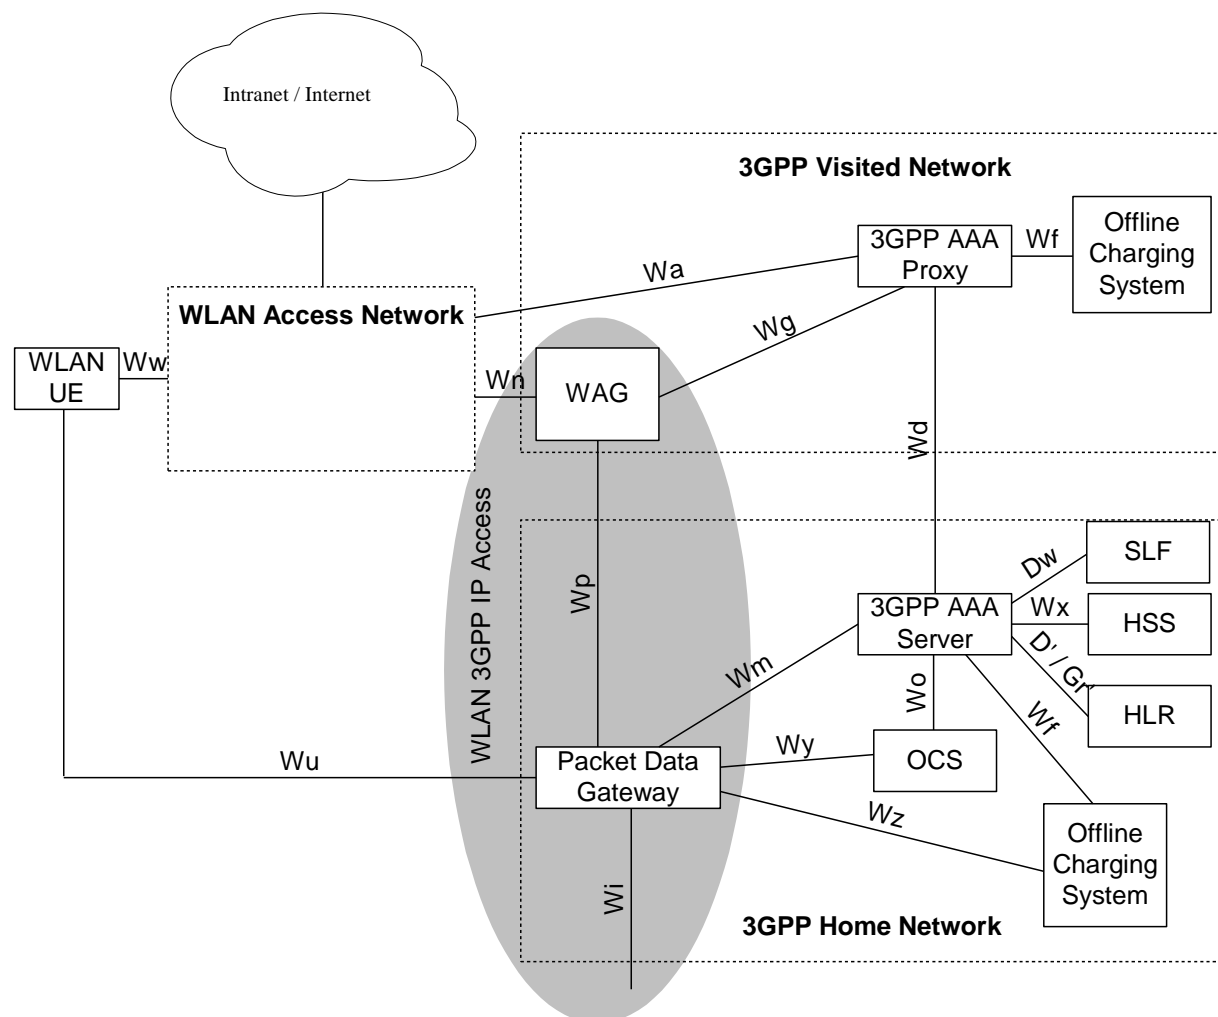 Intranet / Internet
3GPP Visited Network
3GPP AAA
Proxy
Wf
Offline
Charging
System
Wa
WLAN Access Network
Wg
WLAN
UE
Ww
Wn
WAG
Wd
WLAN 3GPP IP Access
Wp
SLF
Dw
3GPP AAA
Server
Wx
HSS
D' / Gr'
HLR
Wm
Wo
Wf
Wu
Packet Data
Gateway
Wy
OCS
Wz
Offline
Charging
System
Wi
3GPP Home Network